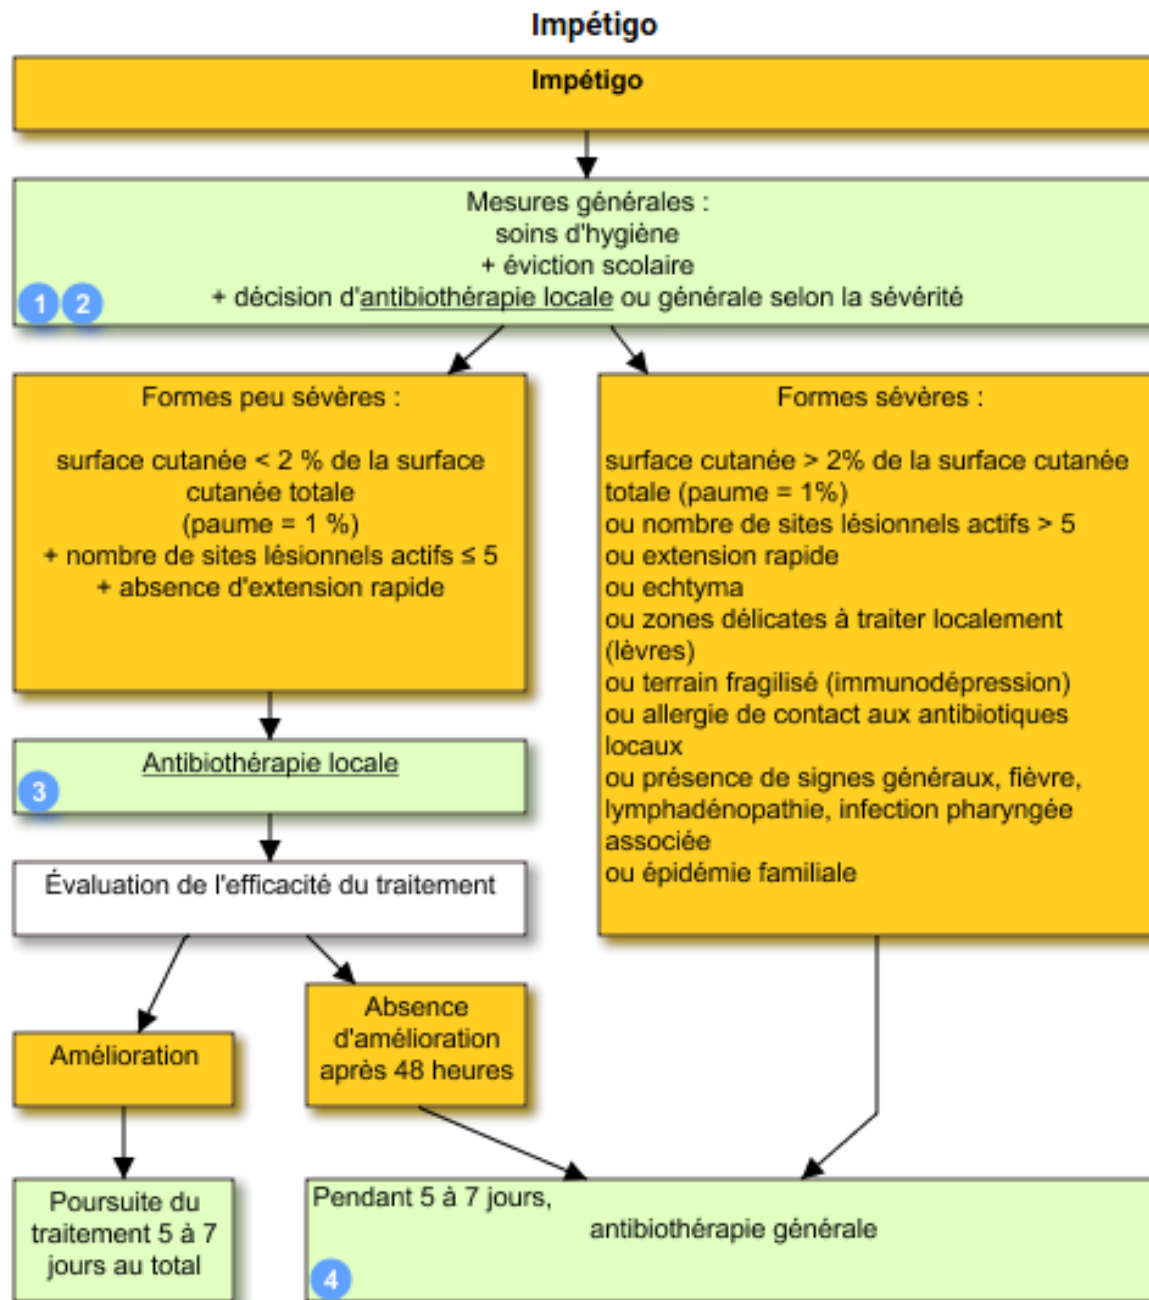 Impétigo
Impétigo
Mesures générales :
soins d'hygiène
+ éviction scolaire
+ décision d'antibiothérapie locale ou générale selon la sévérité
1 2
Formes peu sévères :
surface cutanée < 2 % de la surface
cutanée totale
(paume = 1 %)
+ nombre de sites lésionnels actifs ≤ 5
+ absence d'extension rapide
Formes sévères :
surface cutanée > 2% de la surface cutanée
totale (paume = 1%)
ou nombre de sites lésionnels actifs > 5
ou extension rapide
ou echtyma
ou zones délicates à traiter localement
(lèvres)
ou terrain fragilisé (immunodépression)
ou allergie de contact aux antibiotiques
locaux
ou présence de signes généraux, fièvre,
lymphadénopathie, infection pharyngée
associée
ou épidémie familiale
Antibiothérapie locale
3
Évaluation de l'efficacité du traitement
Amélioration
Absence
d'amélioration
après 48 heures
Poursuite du
traitement 5 à 7
jours au total
Pendant 5 à 7 jours,
antibiothérapie générale
4